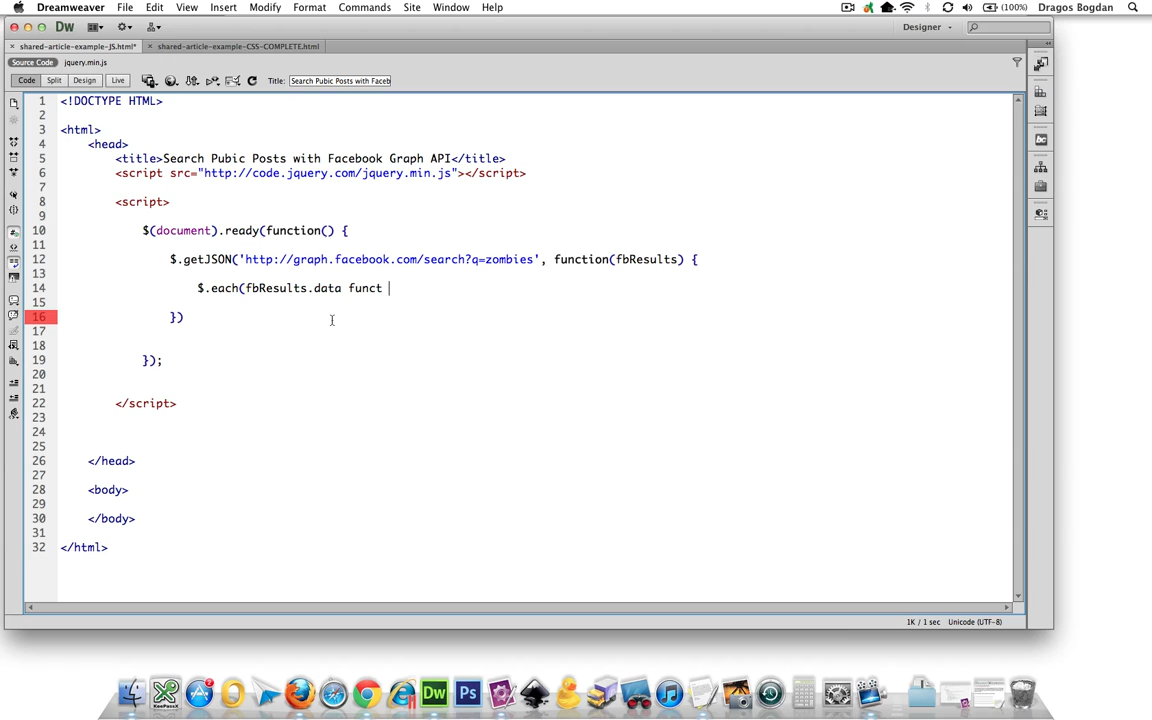 Dreamweaver File Edit View Insert Modify Format Commands Site Window Help (100%) Dragos Bogdan
Dw Designer
× shared-article-example-JS.html* × shared-article-example-CSS-COMPLETE.html
Source Code jquery.min.js
Code Split Design Live Title: Search Pubic Posts with Faceb
1 <!DOCTYPE HTML>
2
3 <html>
4 <head>
5 <title>Search Pubic Posts with Facebook Graph API</title>
6 <script src="http://code.jquery.com/jquery.min.js"></script>
7
8 <script>
9
10 $(document).ready(function() {
11
12 $.getJSON('http://graph.facebook.com/search?q=zombies', function(fbResults) {
13
14 $.each(fbResults.data funct
15
16 })
17
18
19 });
20
21
22 </script>
23
24
25
26 </head>
27
28 <body>
29
30 </body>
31
32 </html>
1K / 1 sec Unicode (UTF-8)
KeePassX 2 Dw Ps